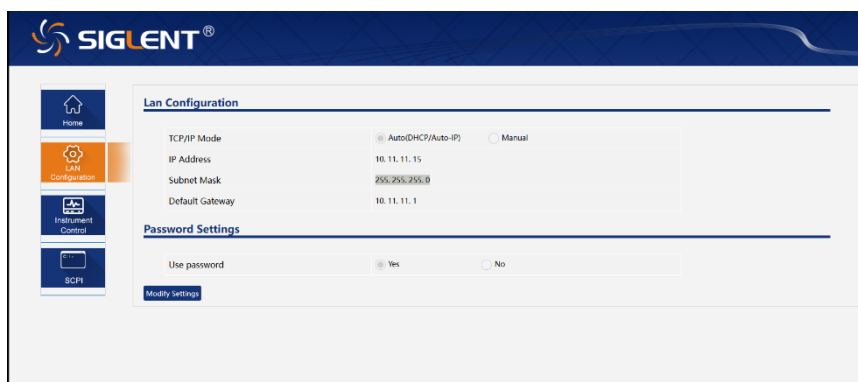 SIGLENT®
Home
LAN
Configuration
Instrument
Control
C:\-
SCPI
Lan Configuration
TCP/IP Mode Auto(DHCP/Auto-IP) Manual
IP Address 10. 11. 11. 15
Subnet Mask 255. 255. 255. 0
Default Gateway 10. 11. 11. 1
Password Settings
Use password Yes No
Modify Settings